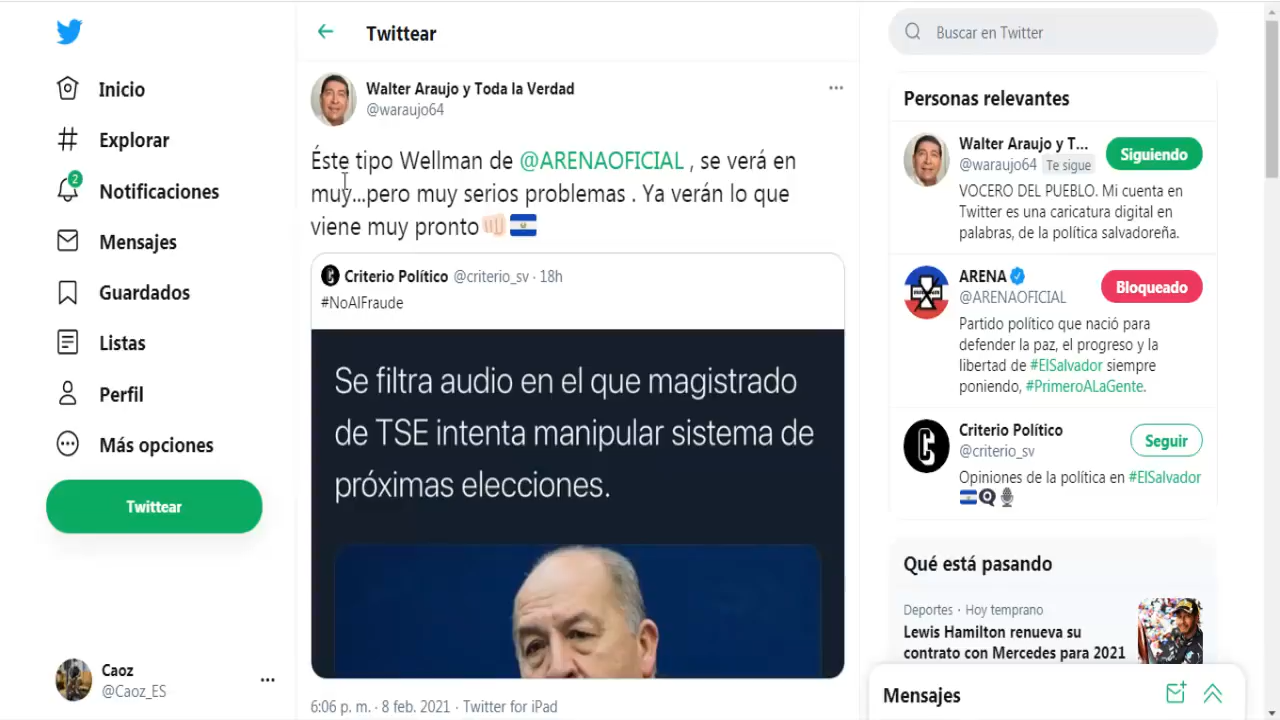 Inicio
Explorar
2
Notificaciones
Mensajes
Guardados
Listas
Perfil
Más opciones
Twittear
Caoz
@Caoz_ES
Twittear
Walter Araujo y Toda la Verdad
@waraujo64
Éste tipo Wellman de @ARENAOFICIAL , se verá en
muy...pero muy serios problemas . Ya verán lo que
viene muy pronto👊🏻🇸🇻
Criterio Político @criterio_sv · 18h
#NoAlFraude
Se filtra audio en el que magistrado
de TSE intenta manipular sistema de
próximas elecciones.
6:06 p. m. · 8 feb. 2021 · Twitter for iPad
Buscar en Twitter
Personas relevantes
Walter Araujo y T...
@waraujo64 Te sigue
Siguiendo
VOCERO DEL PUEBLO. Mi cuenta en
Twitter es una caricatura digital en
palabras, de la política salvadoreña.
ARENA
@ARENAOFICIAL
Bloqueado
Partido político que nació para
defender la paz, el progreso y la
libertad de #ElSalvador siempre
poniendo, #PrimeroALaGente.
Criterio Político
@criterio_sv
Seguir
Opiniones de la política en #ElSalvador
Qué está pasando
Deportes · Hoy temprano
Lewis Hamilton renueva su
contrato con Mercedes para 2021
Mensajes